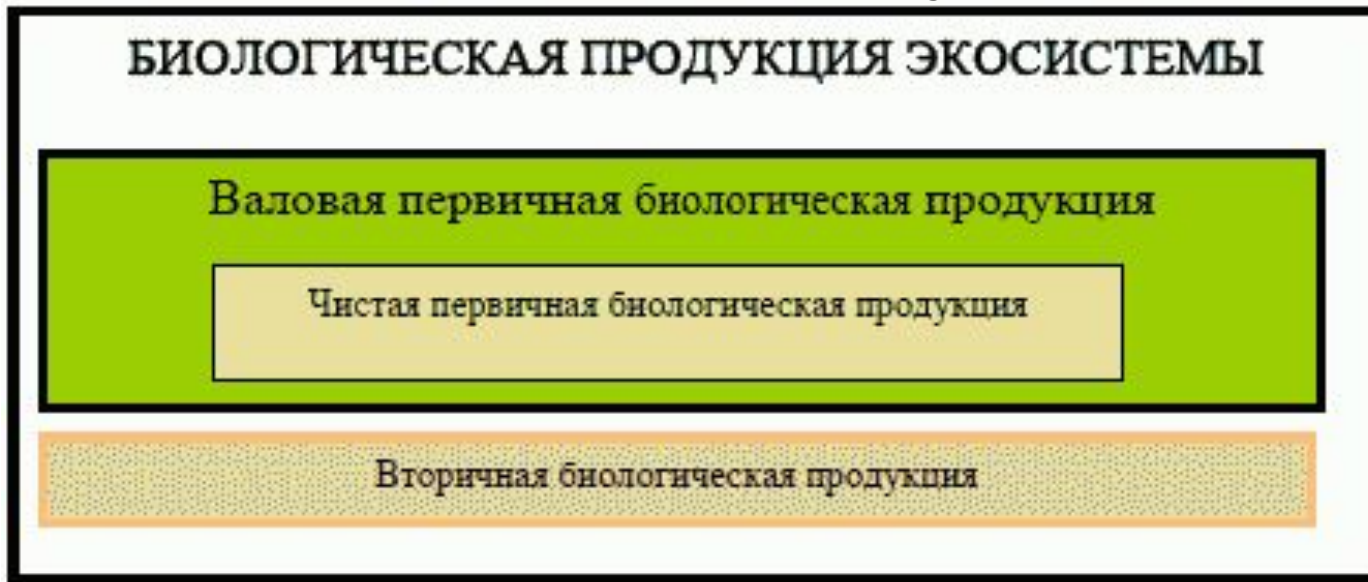 БИОЛОГИЧЕСКАЯ ПРОДУКЦИЯ ЭКОСИСТЕМЫ
Валовая первичная биологическая продукция
Чистая первичная биологическая продукция
Вторичная биологическая продукция